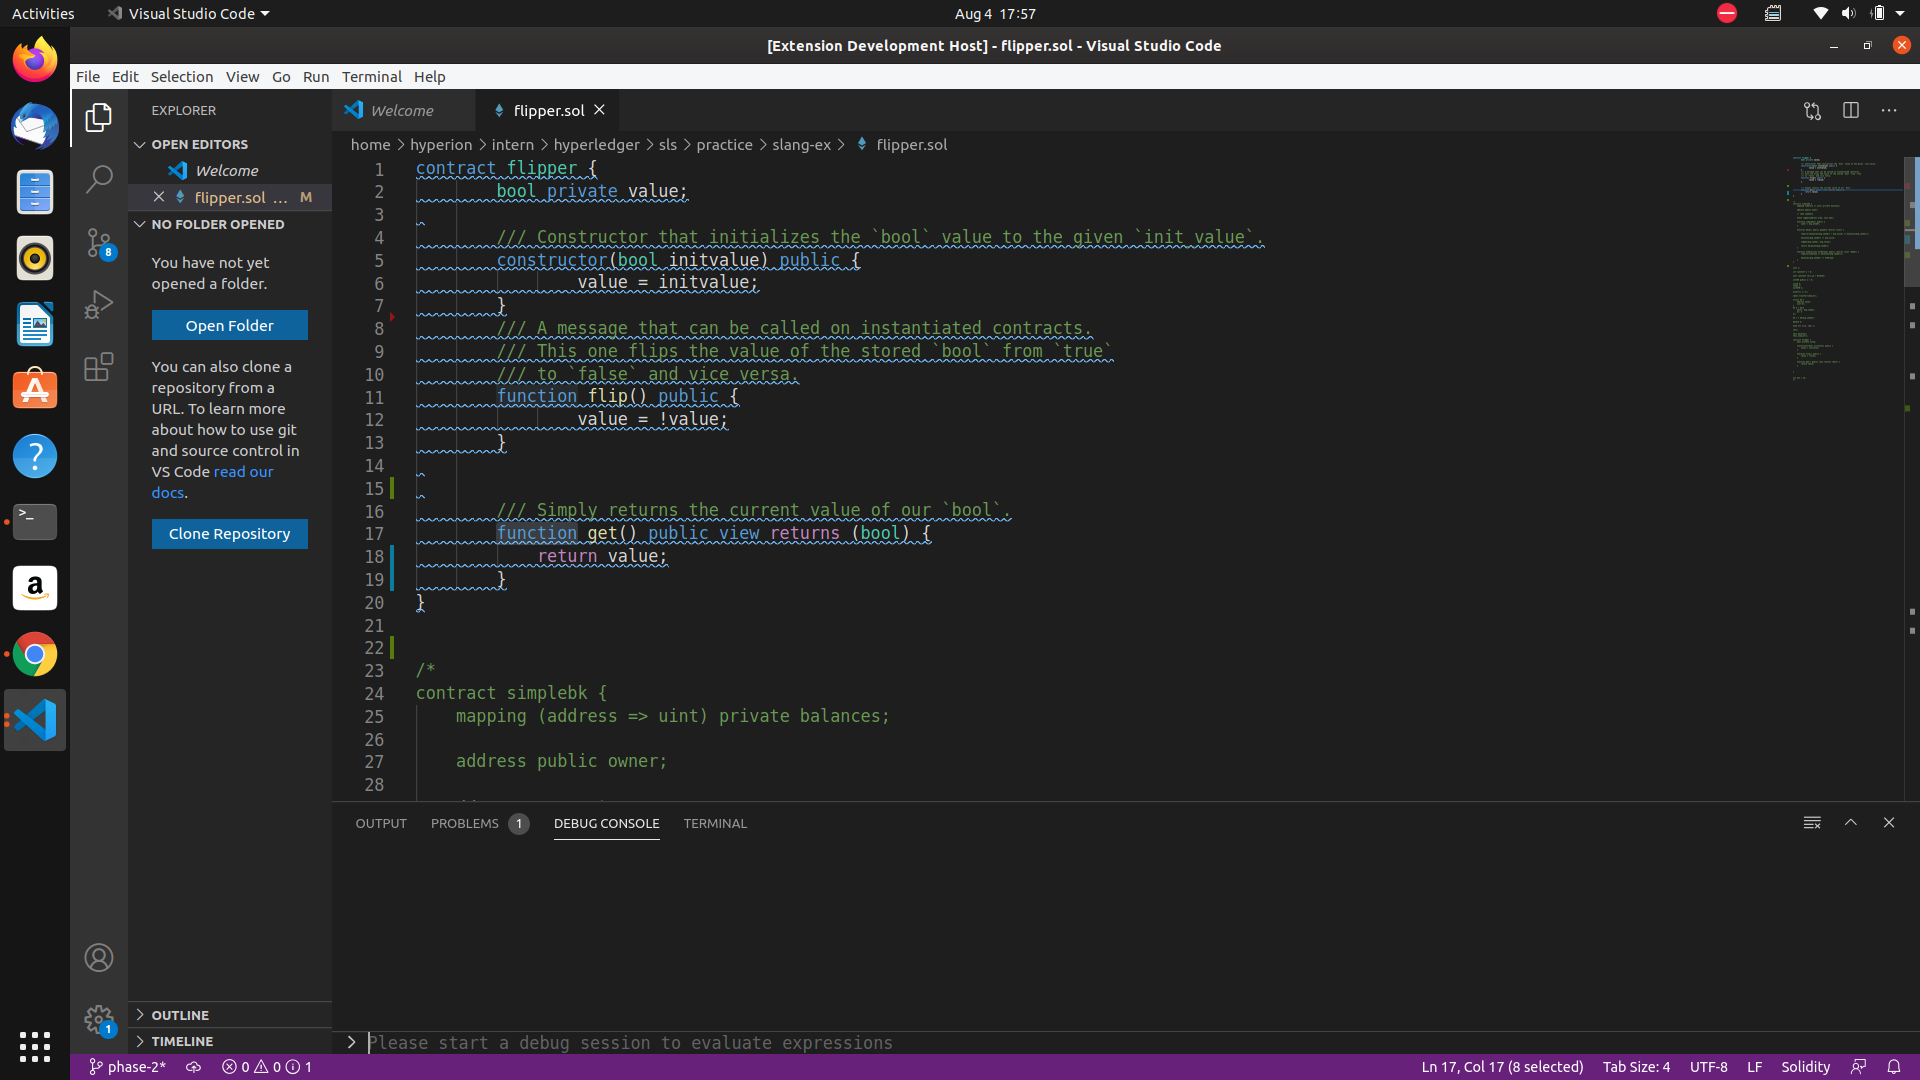 Activities
Visual Studio Code
Aug 4 17:57
[Extension Development Host] - flipper.sol - Visual Studio Code
File Edit Selection View Go Run Terminal Help
EXPLORER
OPEN EDITORS
Welcome
flipper.sol ... M
NO FOLDER OPENED
You have not yet
opened a folder.
Open Folder
You can also clone a
repository from a
URL. To learn more
about how to use git
and source control in
VS Code read our
docs.
Clone Repository
OUTLINE
TIMELINE
8
1
Welcome
flipper.sol
home > hyperion > intern > hyperledger > sls > practice > slang-ex > flipper.sol
1 contract flipper {
2 bool private value;
3
4 /// Constructor that initializes the `bool` value to the given `init_value`.
5 constructor(bool initvalue) public {
6 value = initvalue;
7 }
8 /// A message that can be called on instantiated contracts.
9 /// This one flips the value of the stored `bool` from `true`
10 /// to `false` and vice versa.
11 function flip() public {
12 value = !value;
13 }
14
15
16 /// Simply returns the current value of our `bool`.
17 function get() public view returns (bool) {
18 return value;
19 }
20 }
21
22
23 /*
24 contract simplebk {
25 mapping (address => uint) private balances;
26
27 address public owner;
28
OUTPUT PROBLEMS 1 DEBUG CONSOLE TERMINAL
> Please start a debug session to evaluate expressions
phase-2* 0 0 1
Ln 17, Col 17 (8 selected) Tab Size: 4 UTF-8 LF Solidity